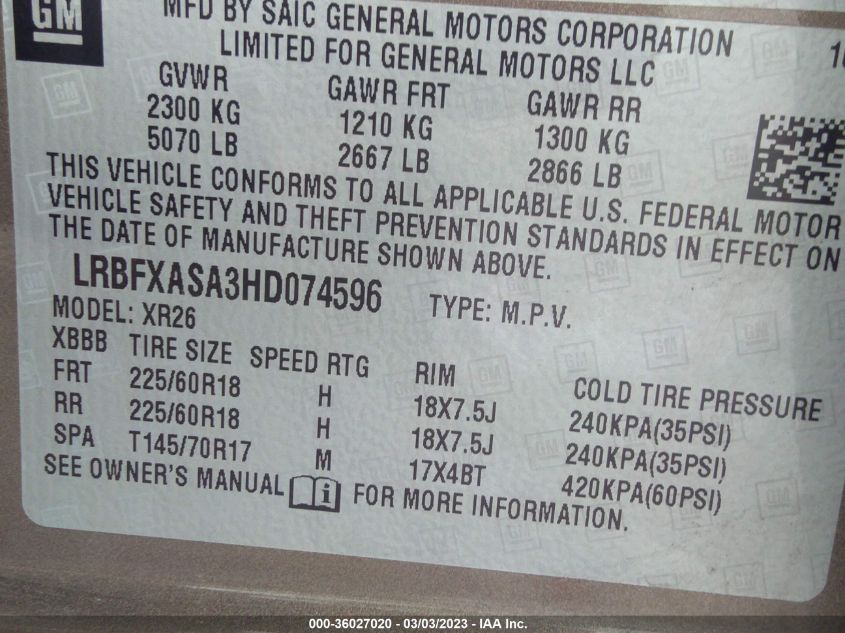 GM
MFD BY SAIC GENERAL MOTORS CORPORATION
LIMITED FOR GENERAL MOTORS LLC
GVWR GAWR FRT GAWR RR
2300 KG 1210 KG 1300 KG
5070 LB 2667 LB 2866 LB
THIS VEHICLE CONFORMS TO ALL APPLICABLE U.S. FEDERAL MOTOR
VEHICLE SAFETY AND THEFT PREVENTION STANDARDS IN EFFECT ON
THE DATE OF MANUFACTURE SHOWN ABOVE.
LRBFXASA3HD074596 TYPE: M.P.V.
MODEL: XR26
XBBB TIRE SIZE SPEED RTG RIM COLD TIRE PRESSURE
FRT 225/60R18 H 18X7.5J 240KPA(35PSI)
RR 225/60R18 H 18X7.5J 240KPA(35PSI)
SPA T145/70R17 M 17X4BT 420KPA(60PSI)
SEE OWNER'S MANUAL FOR MORE INFORMATION.
000-36027020 - 03/03/2023 - IAA Inc.